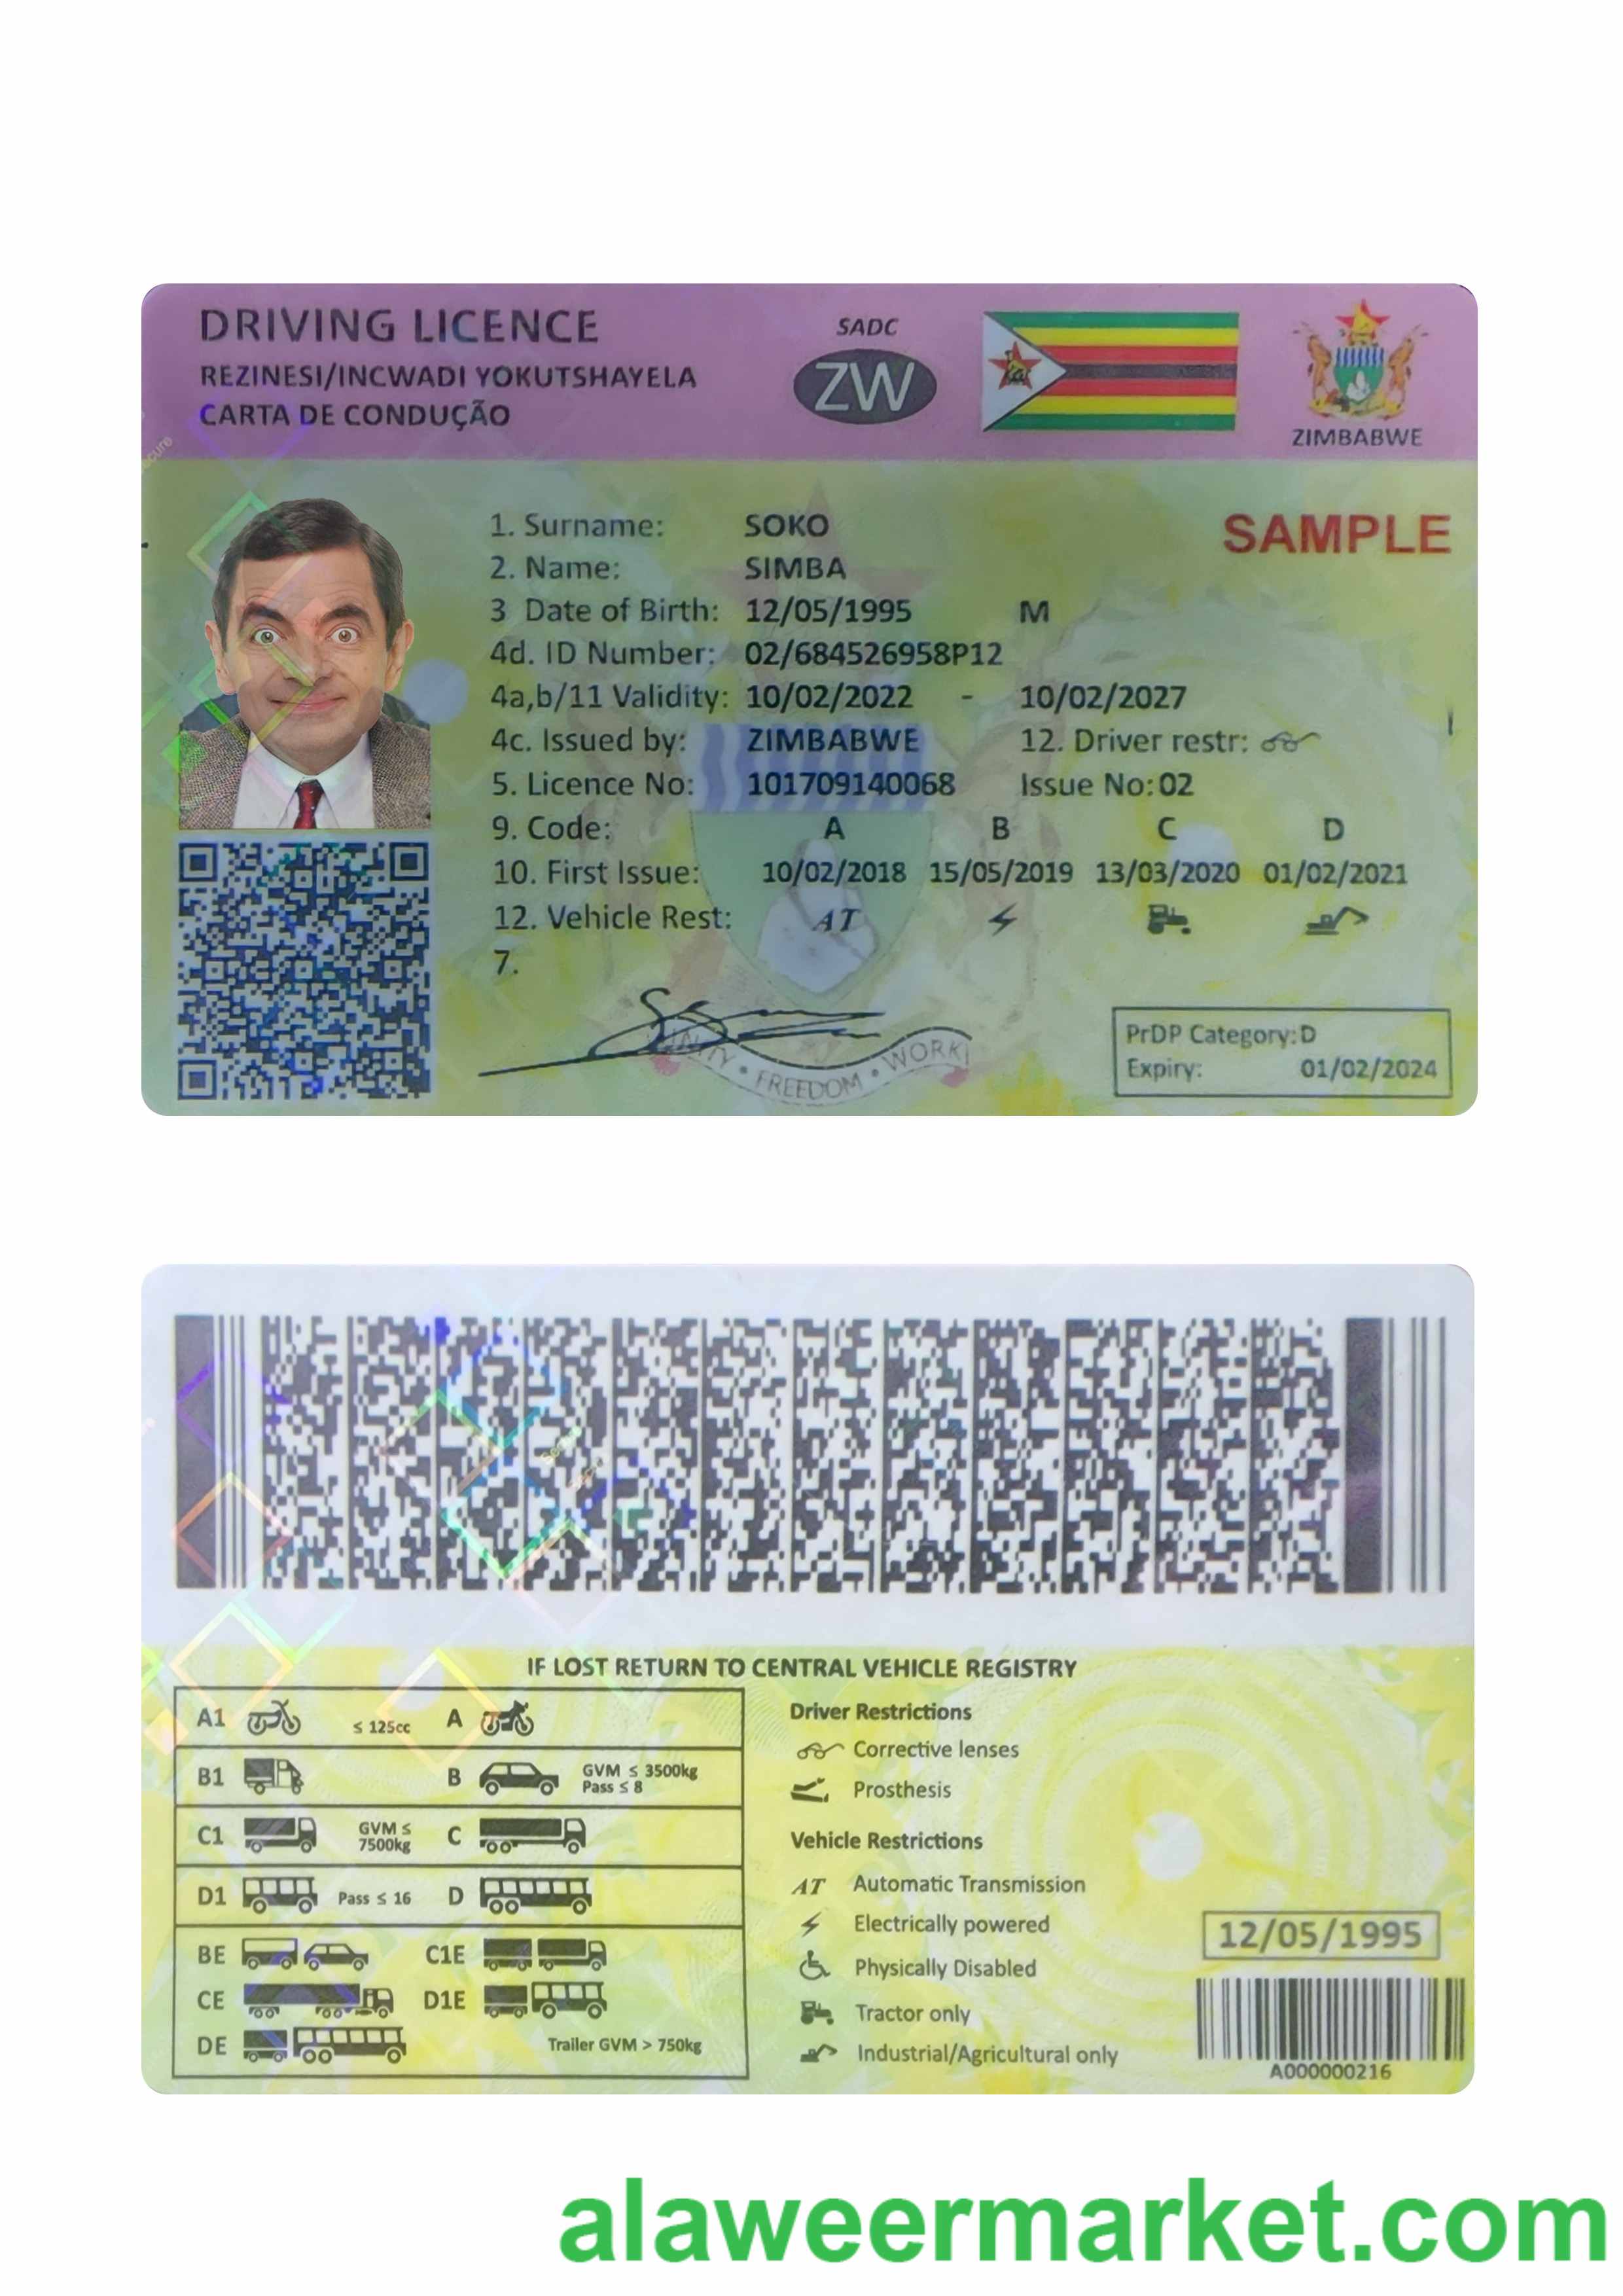 DRIVING LICENCE
REZINESI/INCWADI YOKUTSHAYELA
CARTA DE CONDUÇÃO
SADC
ZW
ZIMBABWE
SAMPLE
1. Surname: SOKO
2. Name: SIMBA
3 Date of Birth: 12/05/1995 M
4d. ID Number: 02/684526958P12
4a,b/11 Validity: 10/02/2022 - 10/02/2027
4c. Issued by: ZIMBABWE 12. Driver restr:
5. Licence No: 101709140068 Issue No: 02
9. Code: A B C D
10. First Issue: 10/02/2018 15/05/2019 13/03/2020 01/02/2021
12. Vehicle Rest: AT
7.
UNITY • FREEDOM • WORK
PrDP Category: D
Expiry: 01/02/2024
IF LOST RETURN TO CENTRAL VEHICLE REGISTRY
A1 ≤ 125cc A
B1 B GVM ≤ 3500kg
Pass ≤ 8
C1 GVM ≤
7500kg C
D1 Pass ≤ 16 D
BE C1E
CE D1E
DE Trailer GVM > 750kg
Driver Restrictions
Corrective lenses
Prosthesis
Vehicle Restrictions
AT Automatic Transmission
Electrically powered
Physically Disabled
Tractor only
Industrial/Agricultural only
12/05/1995
A000000216
alaweermarket.com